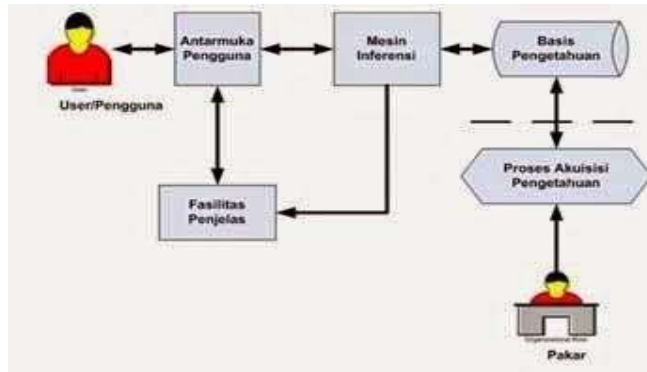 Antarmuka
Pengguna
Mesin
Inferensi
Basis
Pengetahuan
User/Pengguna
Proses Akuisisi
Pengetahuan
Fasilitas
Penjelas
Pakar